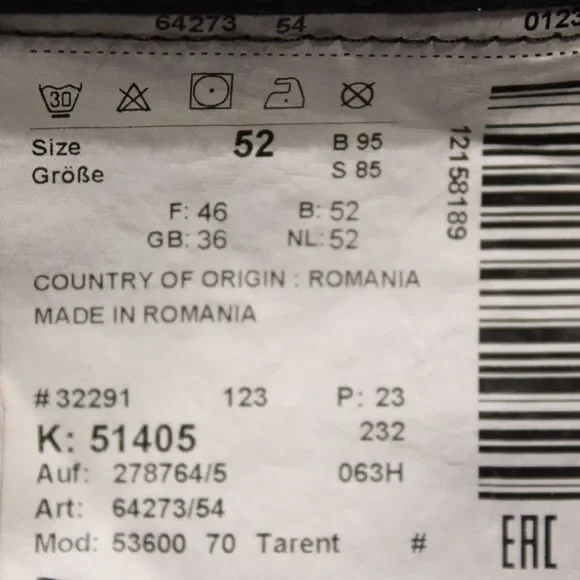 64273 54 0123
30
Size 52 B 95
Größe S 85
F: 46 B: 52
GB: 36 NL: 52
COUNTRY OF ORIGIN : ROMANIA
MADE IN ROMANIA
# 32291 123 P: 23
K: 51405 232
Auf: 278764/5 063H
Art: 64273/54
Mod: 53600 70 Tarent #
12158189
EAC